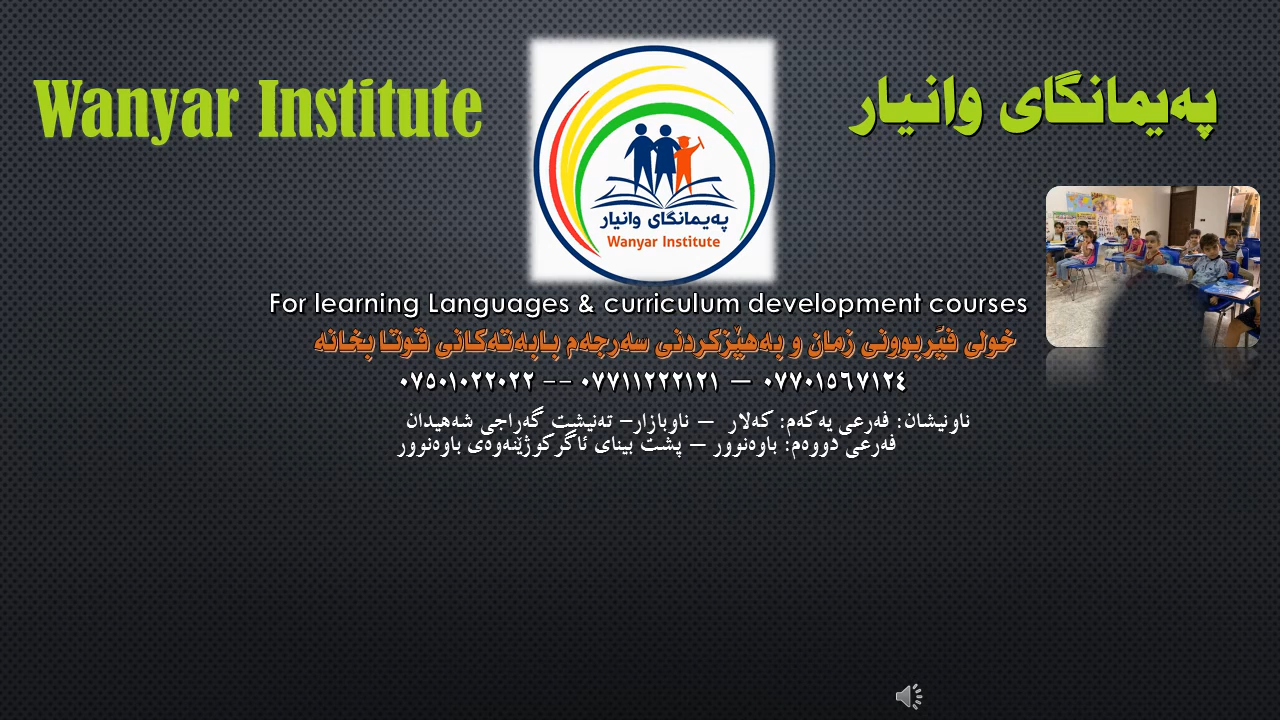 Wanyar Institute
پەیمانگای وانیار
پەیمانگای وانیار
Wanyar Institute
For learning Languages & curriculum development courses
خولی فێربوونی زمان و بەهێزکردنی سەرجەم بابەتەکانی قوتابخانە
٠٧٥٠١٠٢٢٠٢٢ -- ٠٧٧١١٢٢٢١٢١ – ٠٧٧٠١٥٦٧١٢٤
ناونیشان: فەرعی یەکەم: کەلار – ناوبازار– تەنیشت گەراجی شەهیدان
فەرعی دووەم: باوەنوور – پشت بینای ئاگرکوژێنەوەی باوەنوور